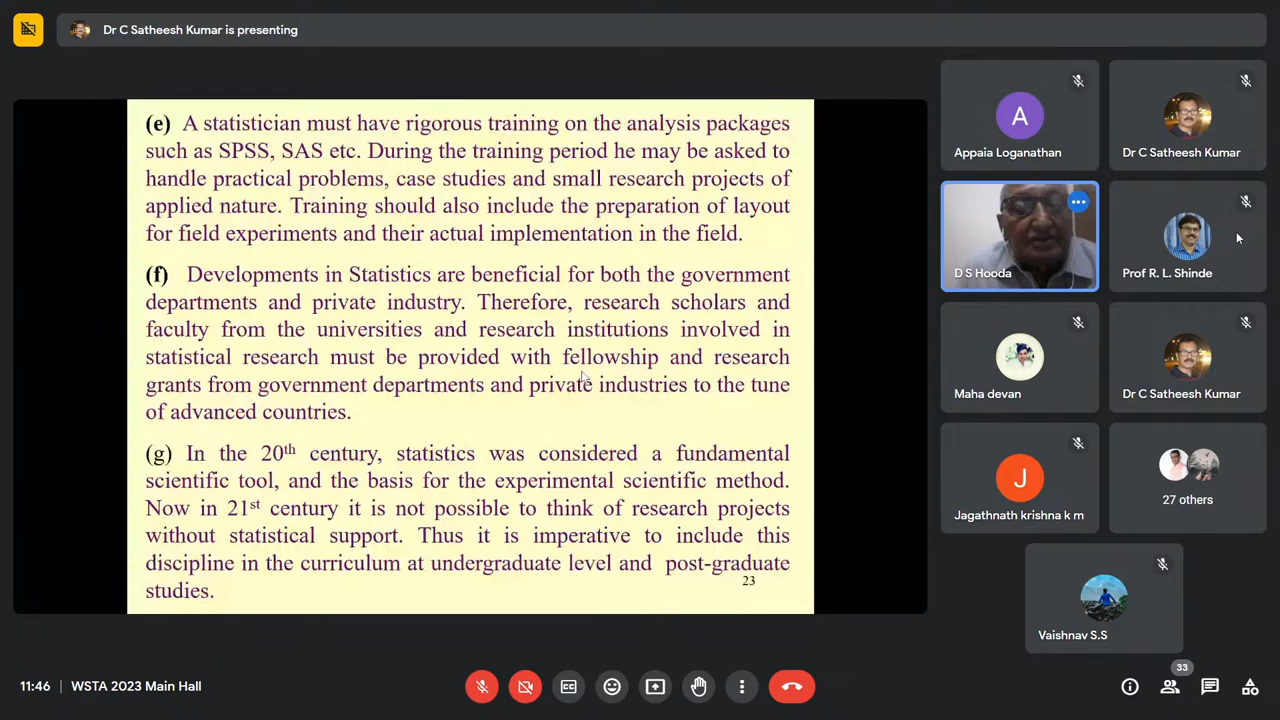 Dr C Satheesh Kumar is presenting
(e) A statistician must have rigorous training on the analysis packages
such as SPSS, SAS etc. During the training period he may be asked to
handle practical problems, case studies and small research projects of
applied nature. Training should also include the preparation of layout
for field experiments and their actual implementation in the field.
(f) Developments in Statistics are beneficial for both the government
departments and private industry. Therefore, research scholars and
faculty from the universities and research institutions involved in
statistical research must be provided with fellowship and research
grants from government departments and private industries to the tune
of advanced countries.
(g) In the 20th century, statistics was considered a fundamental
scientific tool, and the basis for the experimental scientific method.
Now in 21st century it is not possible to think of research projects
without statistical support. Thus it is imperative to include this
discipline in the curriculum at undergraduate level and post-graduate
studies.
23
A
Appaia Loganathan
Dr C Satheesh Kumar
D S Hooda
Prof R. L. Shinde
Maha devan
Dr C Satheesh Kumar
J
Jagathnath krishna k m
27 others
Vaishnav S.S
11:46 | WSTA 2023 Main Hall
CC
33